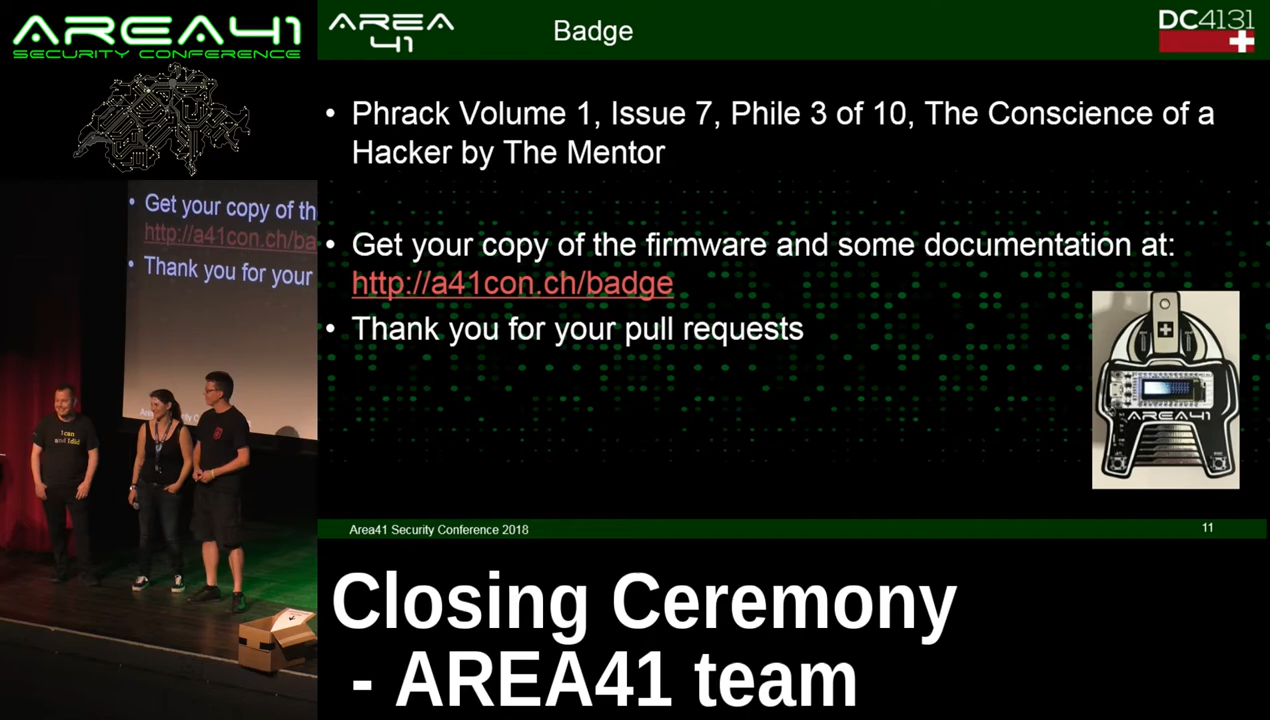 AREA41
SECURITY CONFERENCE
AREA
41
Badge
DC4131
• Phrack Volume 1, Issue 7, Phile 3 of 10, The Conscience of a
Hacker by The Mentor
• Get your copy of the firmware and some documentation at:
http://a41con.ch/badge
• Thank you for your pull requests
AREA41
Area41 Security Conference 2018
11
• Get your copy of th
http://a41con.ch/ba
• Thank you for your
I can
and I did
Closing Ceremony
- AREA41 team